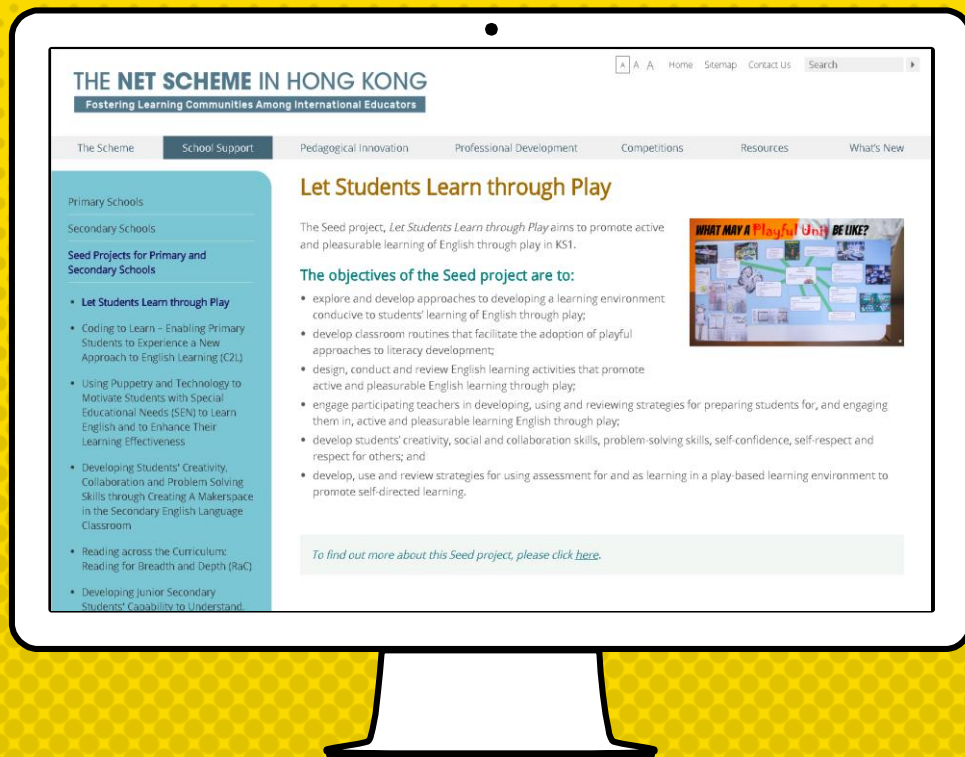 A A A Home Sitemap Contact Us Search
THE NET SCHEME IN HONG KONG
Fostering Learning Communities Among International Educators
The Scheme School Support Pedagogical Innovation Professional Development Competitions Resources What's New
Primary Schools
Secondary Schools
Seed Projects for Primary and
Secondary Schools
• Let Students Learn through Play
• Coding to Learn – Enabling Primary
Students to Experience a New
Approach to English Learning (C2L)
• Using Puppetry and Technology to
Motivate Students with Special
Educational Needs (SEN) to Learn
English and to Enhance Their
Learning Effectiveness
• Developing Students' Creativity,
Collaboration and Problem Solving
Skills through Creating A Makerspace
in the Secondary English Language
Classroom
• Reading across the Curriculum:
Reading for Breadth and Depth (RaC)
• Developing Junior Secondary
Students' Capability to Understand,
Let Students Learn through Play
The Seed project, Let Students Learn through Play aims to promote active
and pleasurable learning of English through play in KS1.
WHAT MAY A Playful Unit BE LIKE?
The objectives of the Seed project are to:
• explore and develop approaches to developing a learning environment
conducive to students' learning of English through play;
• develop classroom routines that facilitate the adoption of playful
approaches to literacy development;
• design, conduct and review English learning activities that promote
active and pleasurable English learning through play;
• engage participating teachers in developing, using and reviewing strategies for preparing students for, and engaging
them in, active and pleasurable learning English through play;
• develop students' creativity, social and collaboration skills, problem-solving skills, self-confidence, self-respect and
respect for others; and
• develop, use and review strategies for using assessment for and as learning in a play-based learning environment to
promote self-directed learning.
To find out more about this Seed project, please click here.